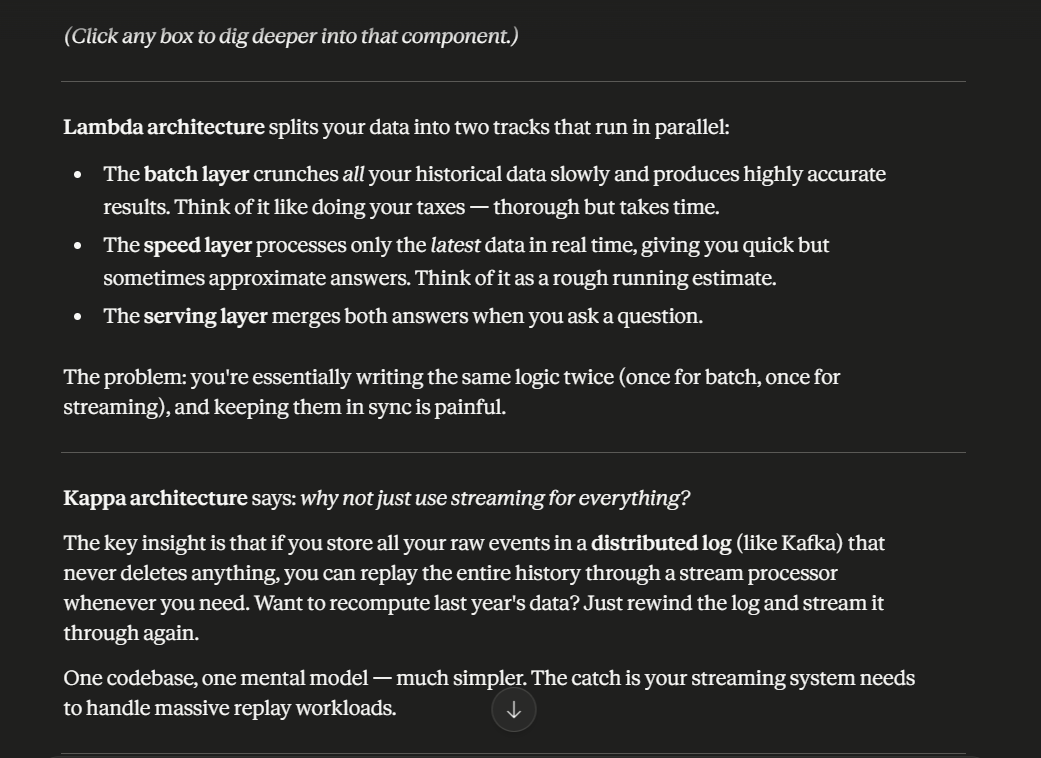 (Click any box to dig deeper into that component.)
Lambda architecture splits your data into two tracks that run in parallel:
• The batch layer crunches all your historical data slowly and produces highly accurate
results. Think of it like doing your taxes — thorough but takes time.
• The speed layer processes only the latest data in real time, giving you quick but
sometimes approximate answers. Think of it as a rough running estimate.
• The serving layer merges both answers when you ask a question.
The problem: you're essentially writing the same logic twice (once for batch, once for
streaming), and keeping them in sync is painful.
Kappa architecture says: why not just use streaming for everything?
The key insight is that if you store all your raw events in a distributed log (like Kafka) that
never deletes anything, you can replay the entire history through a stream processor
whenever you need. Want to recompute last year's data? Just rewind the log and stream it
through again.
One codebase, one mental model — much simpler. The catch is your streaming system needs
to handle massive replay workloads.